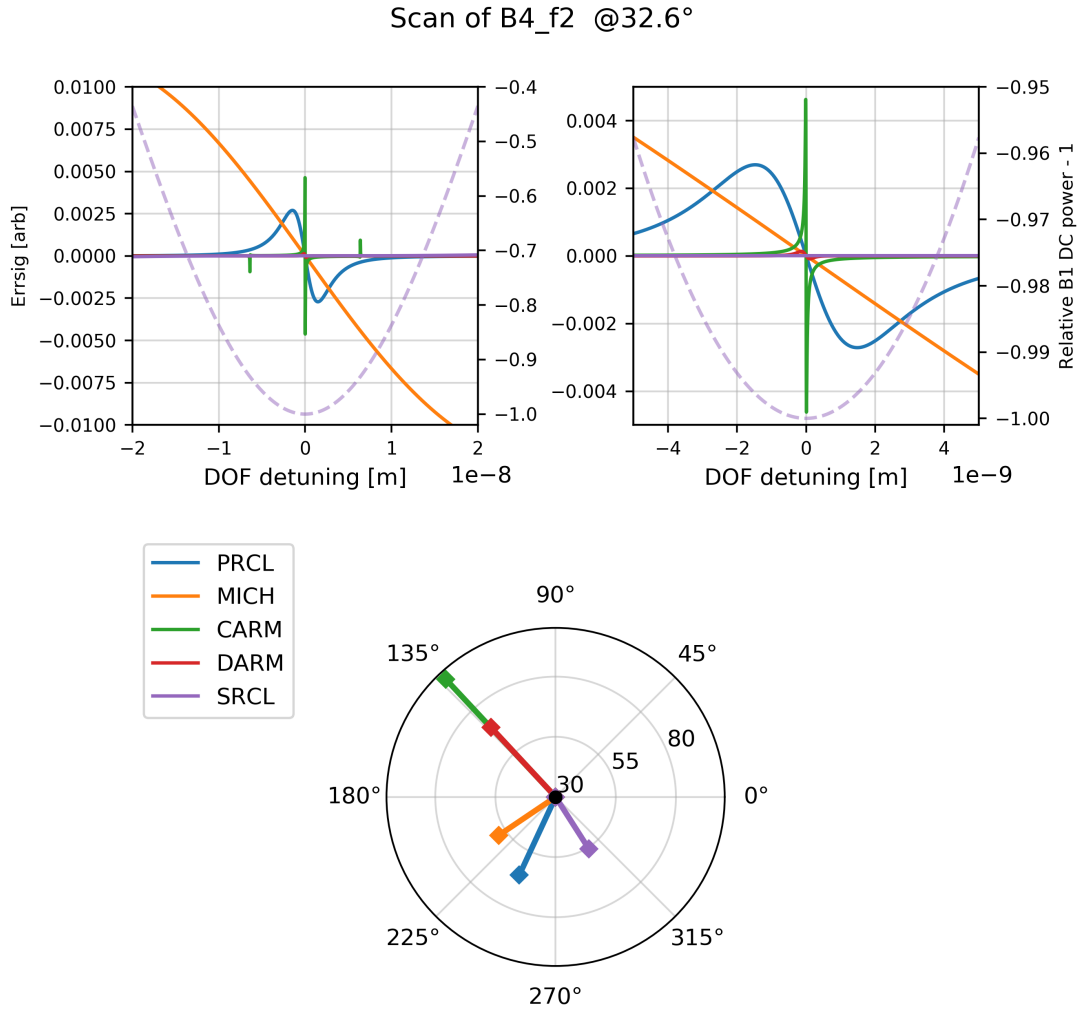 Scan of B4_f2  @32.6°
0.0100
0.0075
0.0050
0.0025
0.0000
−0.0025
−0.0050
−0.0075
−0.0100
Errsig [arb]
−2 −1 0 1 2
DOF detuning [m] 1e−8
−0.4
−0.5
−0.6
−0.7
−0.8
−0.9
−1.0
0.004
0.002
0.000
−0.002
−0.004
−4 −2 0 2 4
DOF detuning [m] 1e−9
−0.95
−0.96
−0.97
−0.98
−0.99
−1.00
Relative B1 DC power - 1
PRCL
MICH
CARM
DARM
SRCL
90°
135° 45°
80
55
30
180° 0°
225° 315°
270°